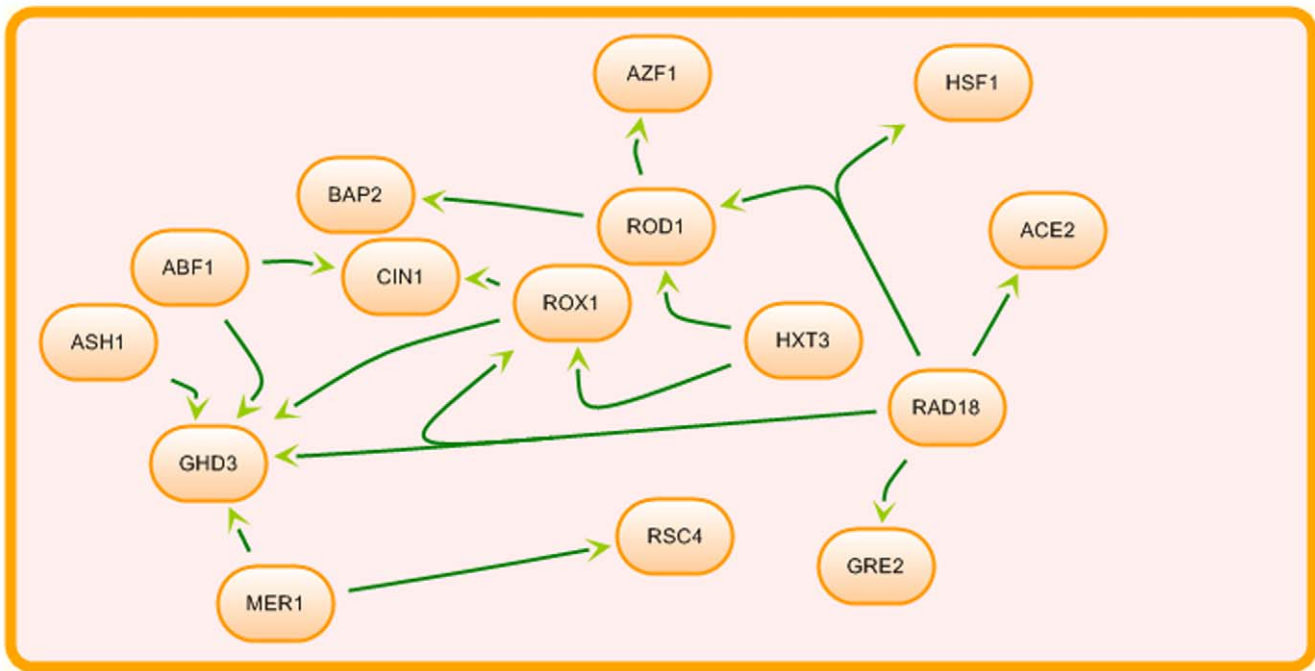 AZF1
HSF1
BAP2
ROD1
ACE2
ABF1
CIN1
ROX1
ASH1
HXT3
RAD18
GHD3
RSC4
GRE2
MER1